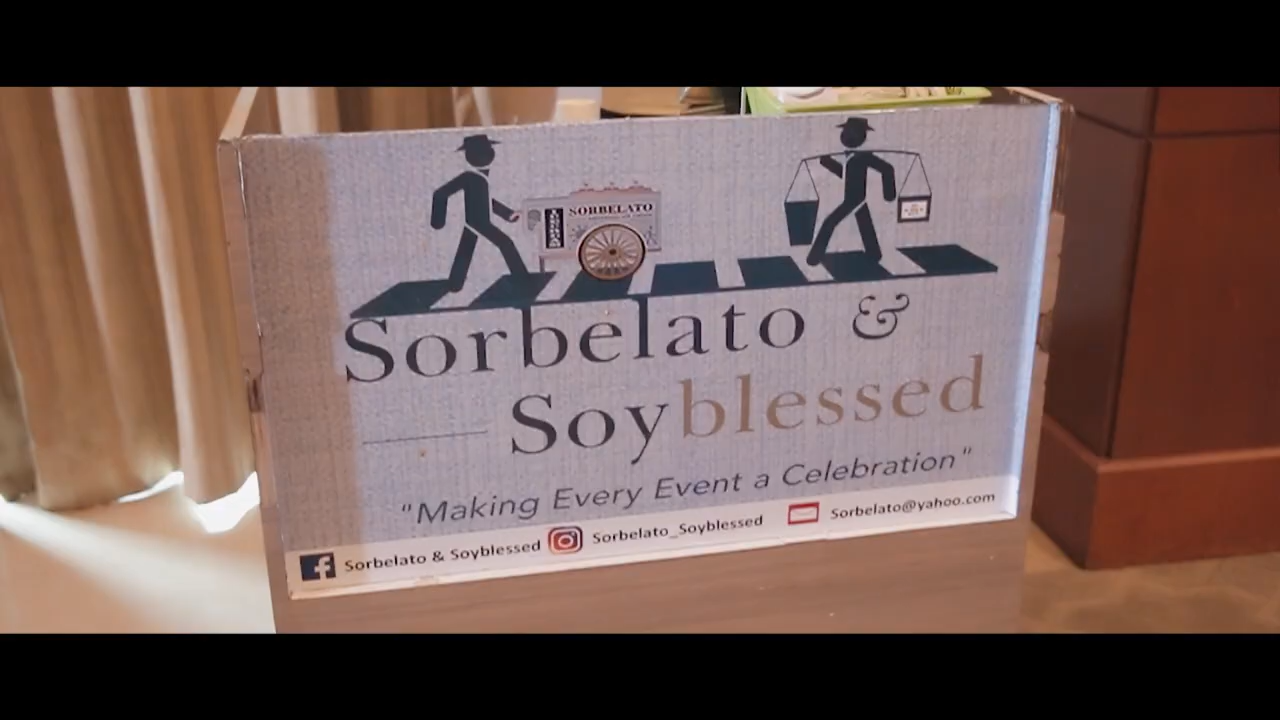 SORBELATO
Sorbelato &
Soyblessed
"Making Every Event a Celebration"
Sorbelato & Soyblessed
Sorbelato_Soyblessed
Sorbelato@yahoo.com